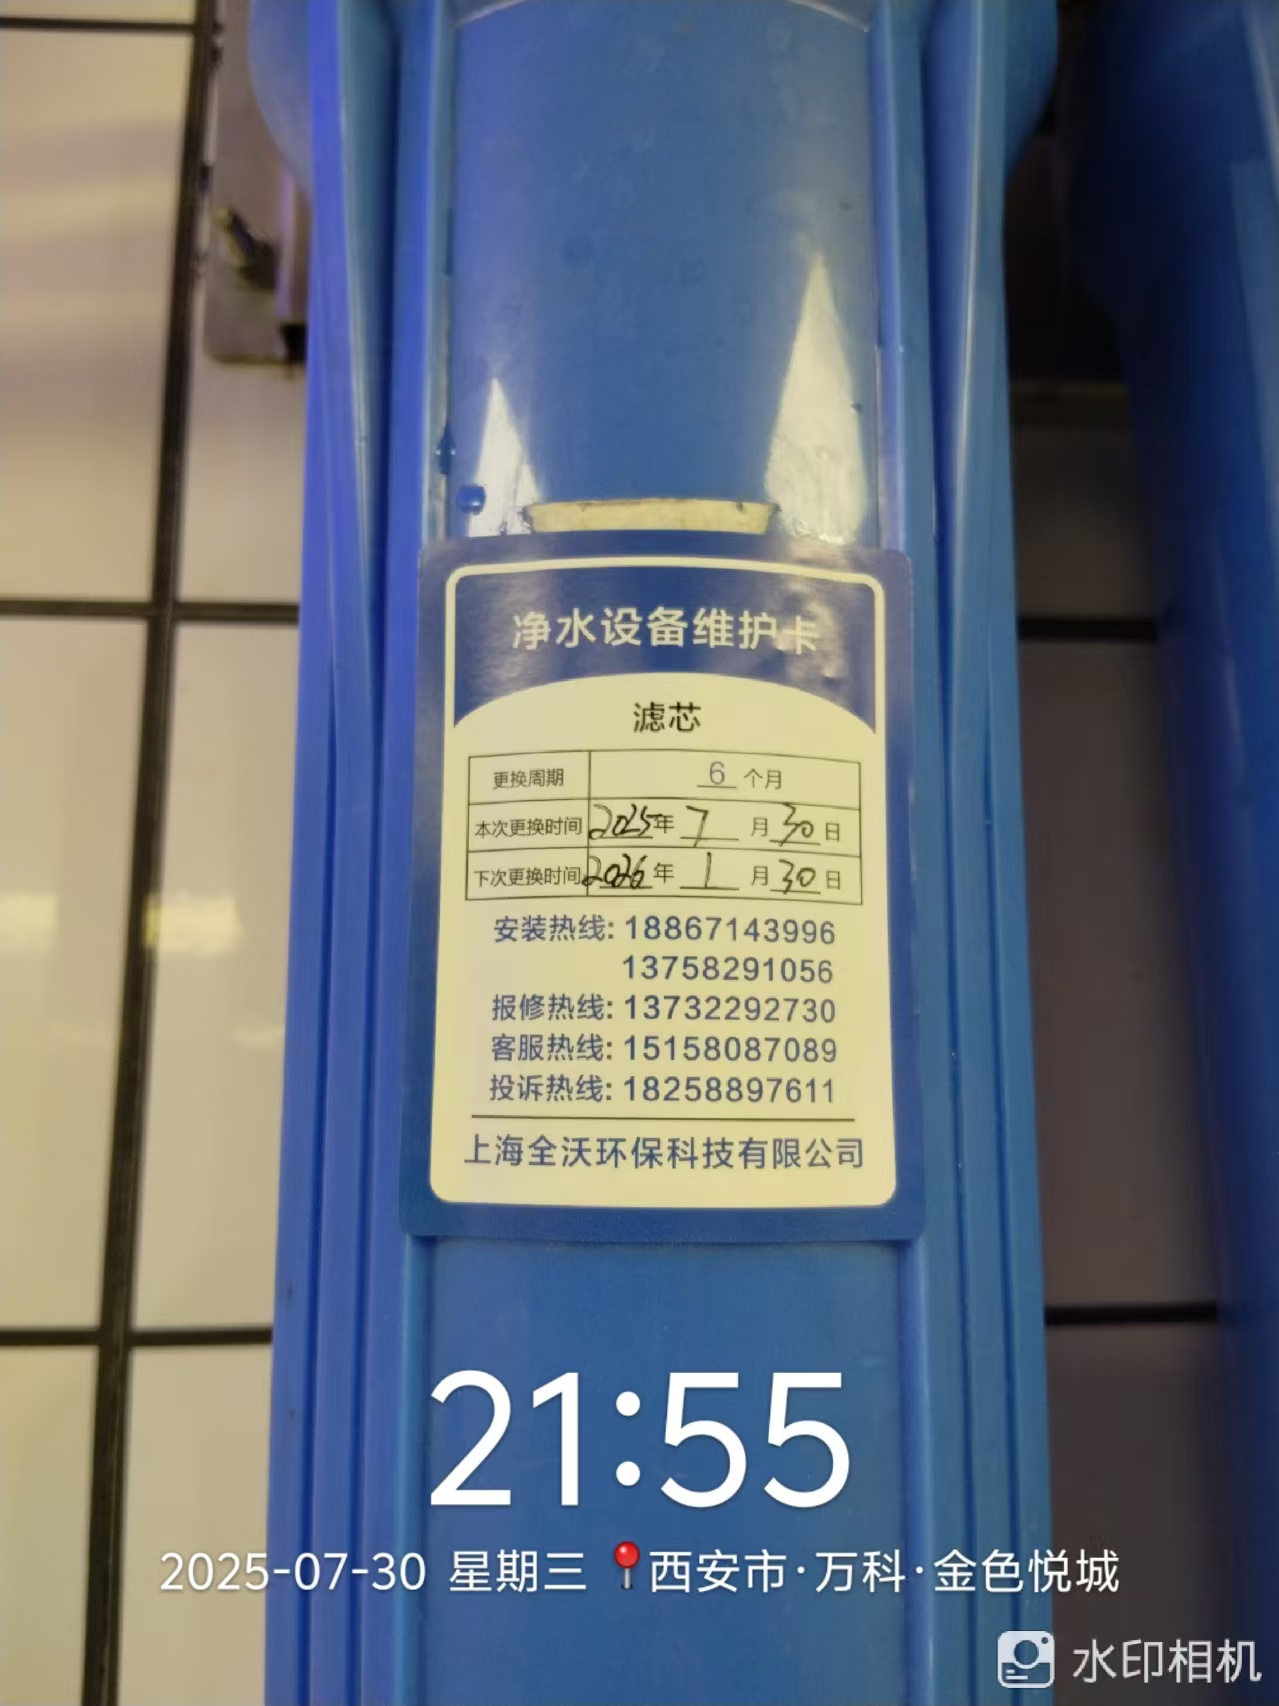 净水设备维护卡
滤芯
更换周期 6 个月
本次更换时间 2025年 7 月 30 日
下次更换时间 2026年 1 月 30 日
安装热线: 18867143996
13758291056
报修热线: 13732292730
客服热线: 15158087089
投诉热线: 18258897611
上海全沃环保科技有限公司
21:55
2025-07-30 星期三 西安市·万科·金色悦城
水印相机